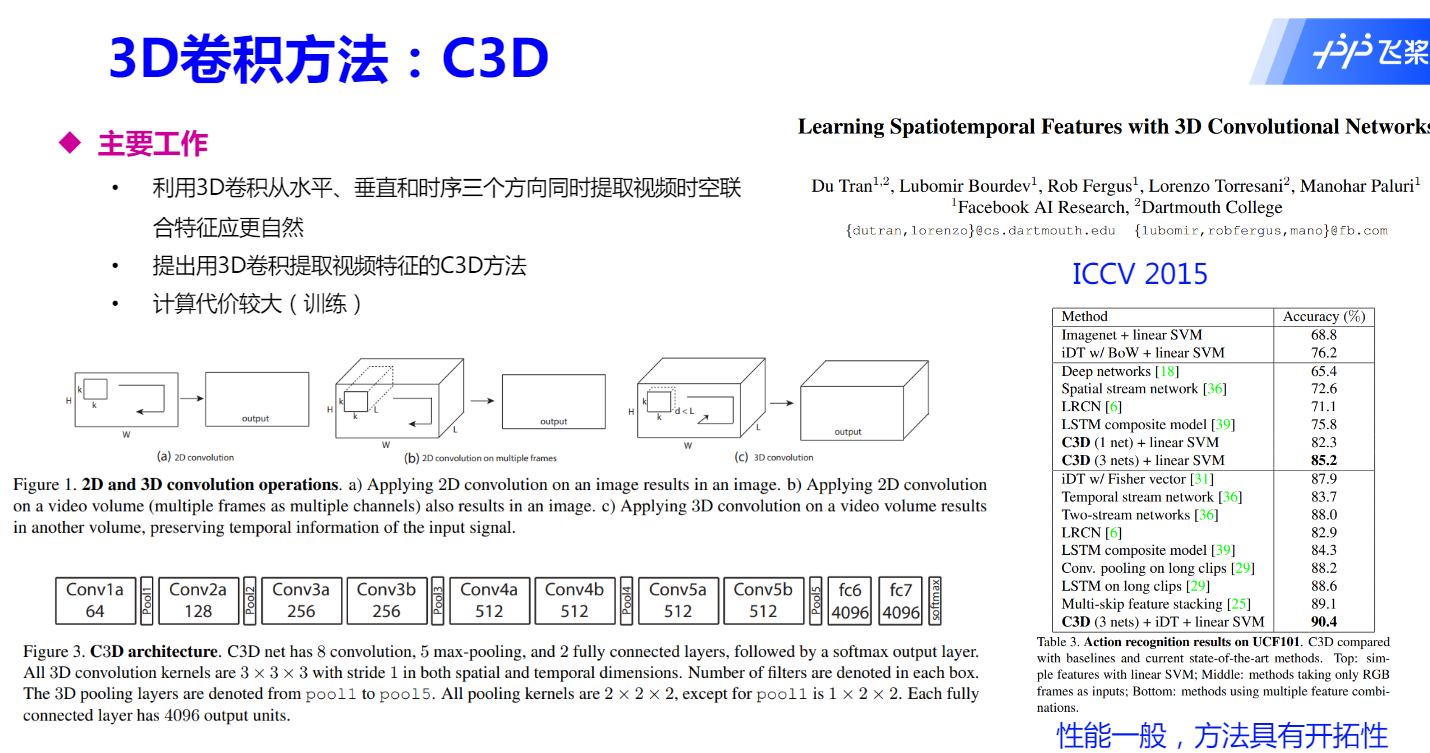 3D卷积方法：C3D
飞桨
主要工作
• 利用3D卷积从水平、垂直和时序三个方向同时提取视频时空联
合特征应更自然
• 提出用3D卷积提取视频特征的C3D方法
• 计算代价较大（训练）
Learning Spatiotemporal Features with 3D Convolutional Networks
Du Tran1,2, Lubomir Bourdev1, Rob Fergus1, Lorenzo Torresani2, Manohar Paluri1
1Facebook AI Research, 2Dartmouth College
{dutran,lorenzo}@cs.dartmouth.edu {lubomir,robfergus,mano}@fb.com
ICCV 2015
k
k
H
W
output
(a) 2D convolution
k
k
L
H
W
L
output
(b) 2D convolution on multiple frames
k
k
d < L
H
W
L
output
(c) 3D convolution
Figure 1. 2D and 3D convolution operations. a) Applying 2D convolution on an image results in an image. b) Applying 2D convolution
on a video volume (multiple frames as multiple channels) also results in an image. c) Applying 3D convolution on a video volume results
in another volume, preserving temporal information of the input signal.
Conv1a
64
Pool1
Conv2a
128
Pool2
Conv3a
256
Conv3b
256
Pool3
Conv4a
512
Conv4b
512
Pool4
Conv5a
512
Conv5b
512
Pool5
fc6
4096
fc7
4096
softmax
Figure 3. C3D architecture. C3D net has 8 convolution, 5 max-pooling, and 2 fully connected layers, followed by a softmax output layer.
All 3D convolution kernels are 3 × 3 × 3 with stride 1 in both spatial and temporal dimensions. Number of filters are denoted in each box.
The 3D pooling layers are denoted from pool1 to pool5. All pooling kernels are 2 × 2 × 2, except for pool1 is 1 × 2 × 2. Each fully
connected layer has 4096 output units.
Method Accuracy (%)
Imagenet + linear SVM 68.8
iDT w/ BoW + linear SVM 76.2
Deep networks [18] 65.4
Spatial stream network [36] 72.6
LRCN [6] 71.1
LSTM composite model [39] 75.8
C3D (1 net) + linear SVM 82.3
C3D (3 nets) + linear SVM 85.2
iDT w/ Fisher vector [31] 87.9
Temporal stream network [36] 83.7
Two-stream networks [36] 88.0
LRCN [6] 82.9
LSTM composite model [39] 84.3
Conv. pooling on long clips [29] 88.2
LSTM on long clips [29] 88.6
Multi-skip feature stacking [25] 89.1
C3D (3 nets) + iDT + linear SVM 90.4
Table 3. Action recognition results on UCF101. C3D compared
with baselines and current state-of-the-art methods. Top: sim-
ple features with linear SVM; Middle: methods taking only RGB
frames as inputs; Bottom: methods using multiple feature combi-
nations.
性能一般，方法具有开拓性